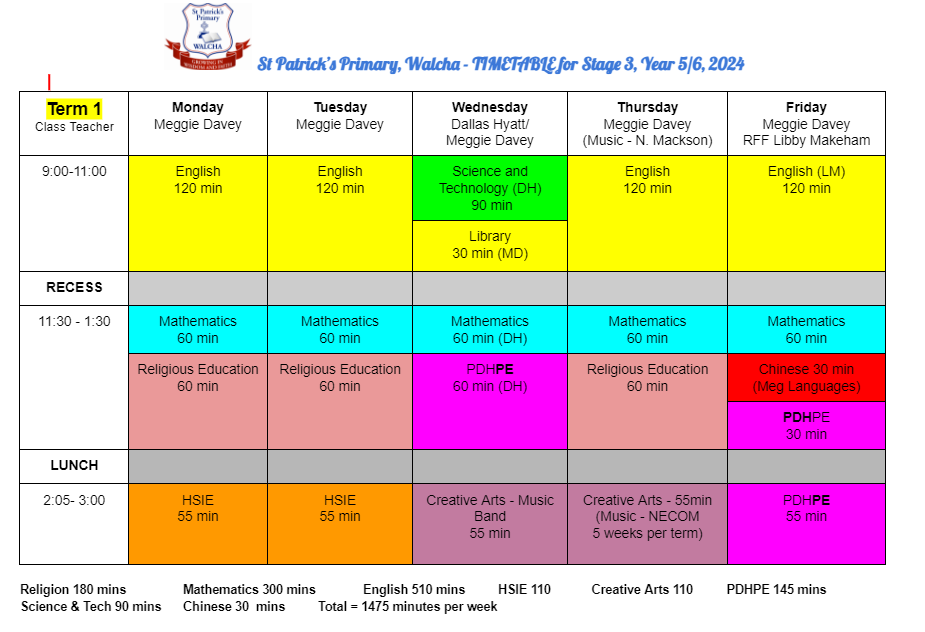 St Patrick's
Primary
WALCHA
GROWING IN
WISDOM AND FAITH
St Patrick's Primary, Walcha - TIMETABLE for Stage 3, Year 5/6, 2024
Term 1
Class Teacher
Monday
Meggie Davey
Tuesday
Meggie Davey
Wednesday
Dallas Hyatt/
Meggie Davey
Thursday
Meggie Davey
(Music - N. Mackson)
Friday
Meggie Davey
RFF Libby Makeham
9:00-11:00
English
120 min
English
120 min
Science and
Technology (DH)
90 min
Library
30 min (MD)
English
120 min
English (LM)
120 min
RECESS
11:30 - 1:30
Mathematics
60 min
Mathematics
60 min
Mathematics
60 min (DH)
Mathematics
60 min
Mathematics
60 min
Religious Education
60 min
Religious Education
60 min
PDHPE
60 min (DH)
Religious Education
60 min
Chinese 30 min
(Meg Languages)
PDHPE
30 min
LUNCH
2:05- 3:00
HSIE
55 min
HSIE
55 min
Creative Arts - Music
Band
55 min
Creative Arts - 55min
(Music - NECOM
5 weeks per term)
PDHPE
55 min
Religion 180 mins Mathematics 300 mins English 510 mins HSIE 110 Creative Arts 110 PDHPE 145 mins
Science & Tech 90 mins Chinese 30 mins Total = 1475 minutes per week